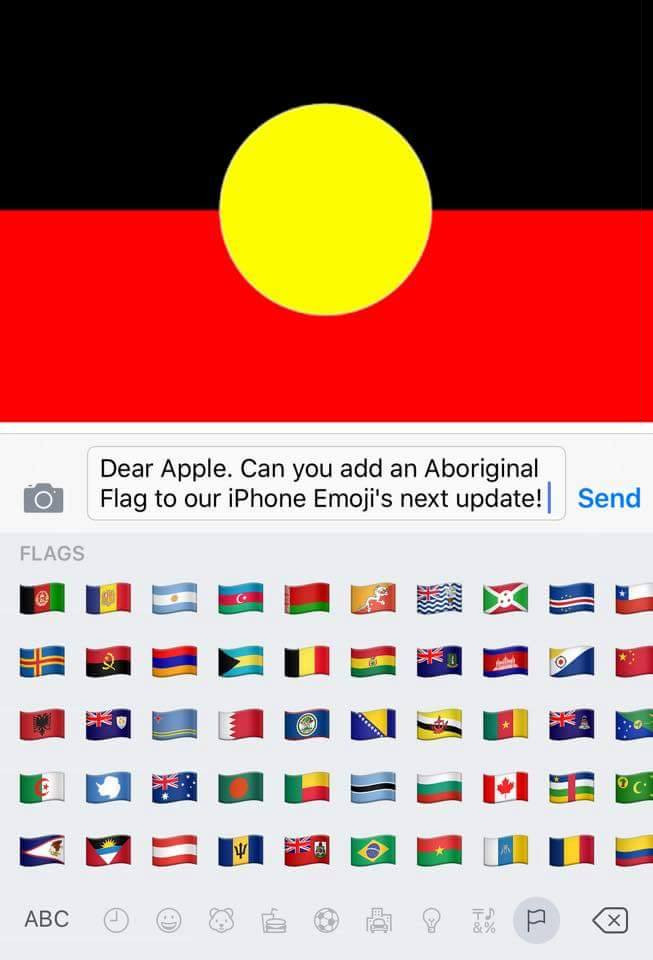 Dear Apple. Can you add an Aboriginal
Flag to our iPhone Emoji's next update!
Send
FLAGS
ABC
&%